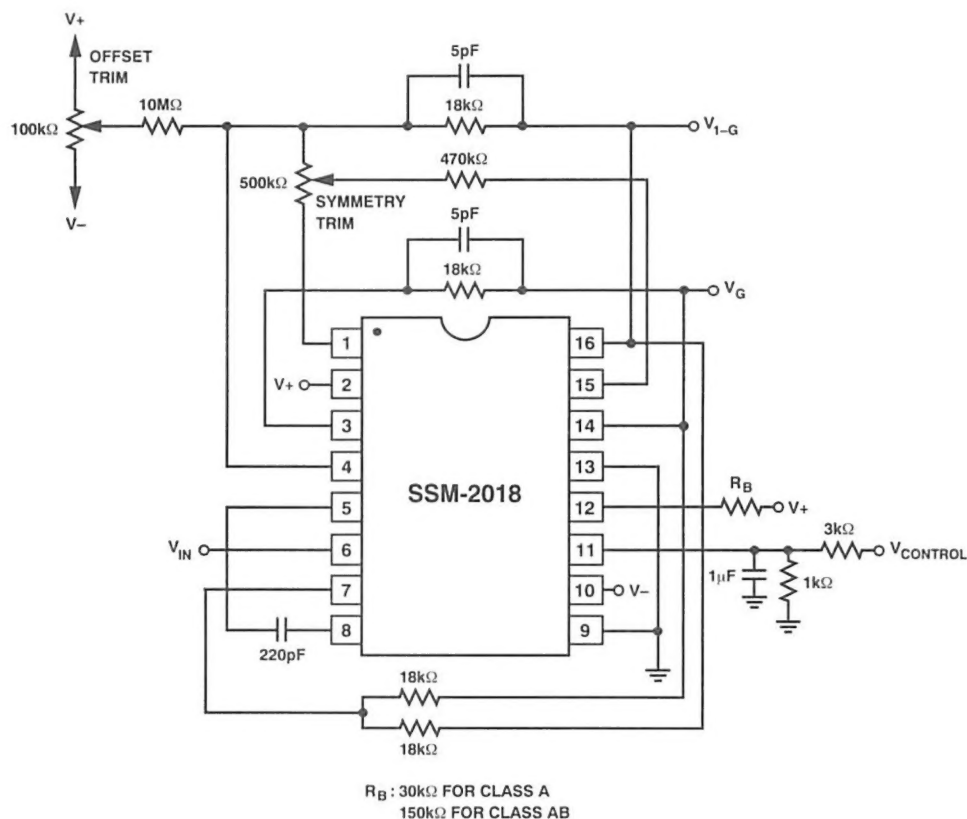 V+
OFFSET
TRIM
5pF
10MΩ
18kΩ
100kΩ
V1-G
470kΩ
500kΩ
SYMMETRY
TRIM
V–
5pF
18kΩ
VG
1
16
V+
2
15
3
14
4
13
SSM-2018
RB
5
12
V+
3kΩ
VIN
6
11
VCONTROL
1μF
1kΩ
7
10
V–
8
9
220pF
18kΩ
18kΩ
RB : 30kΩ FOR CLASS A
150kΩ FOR CLASS AB